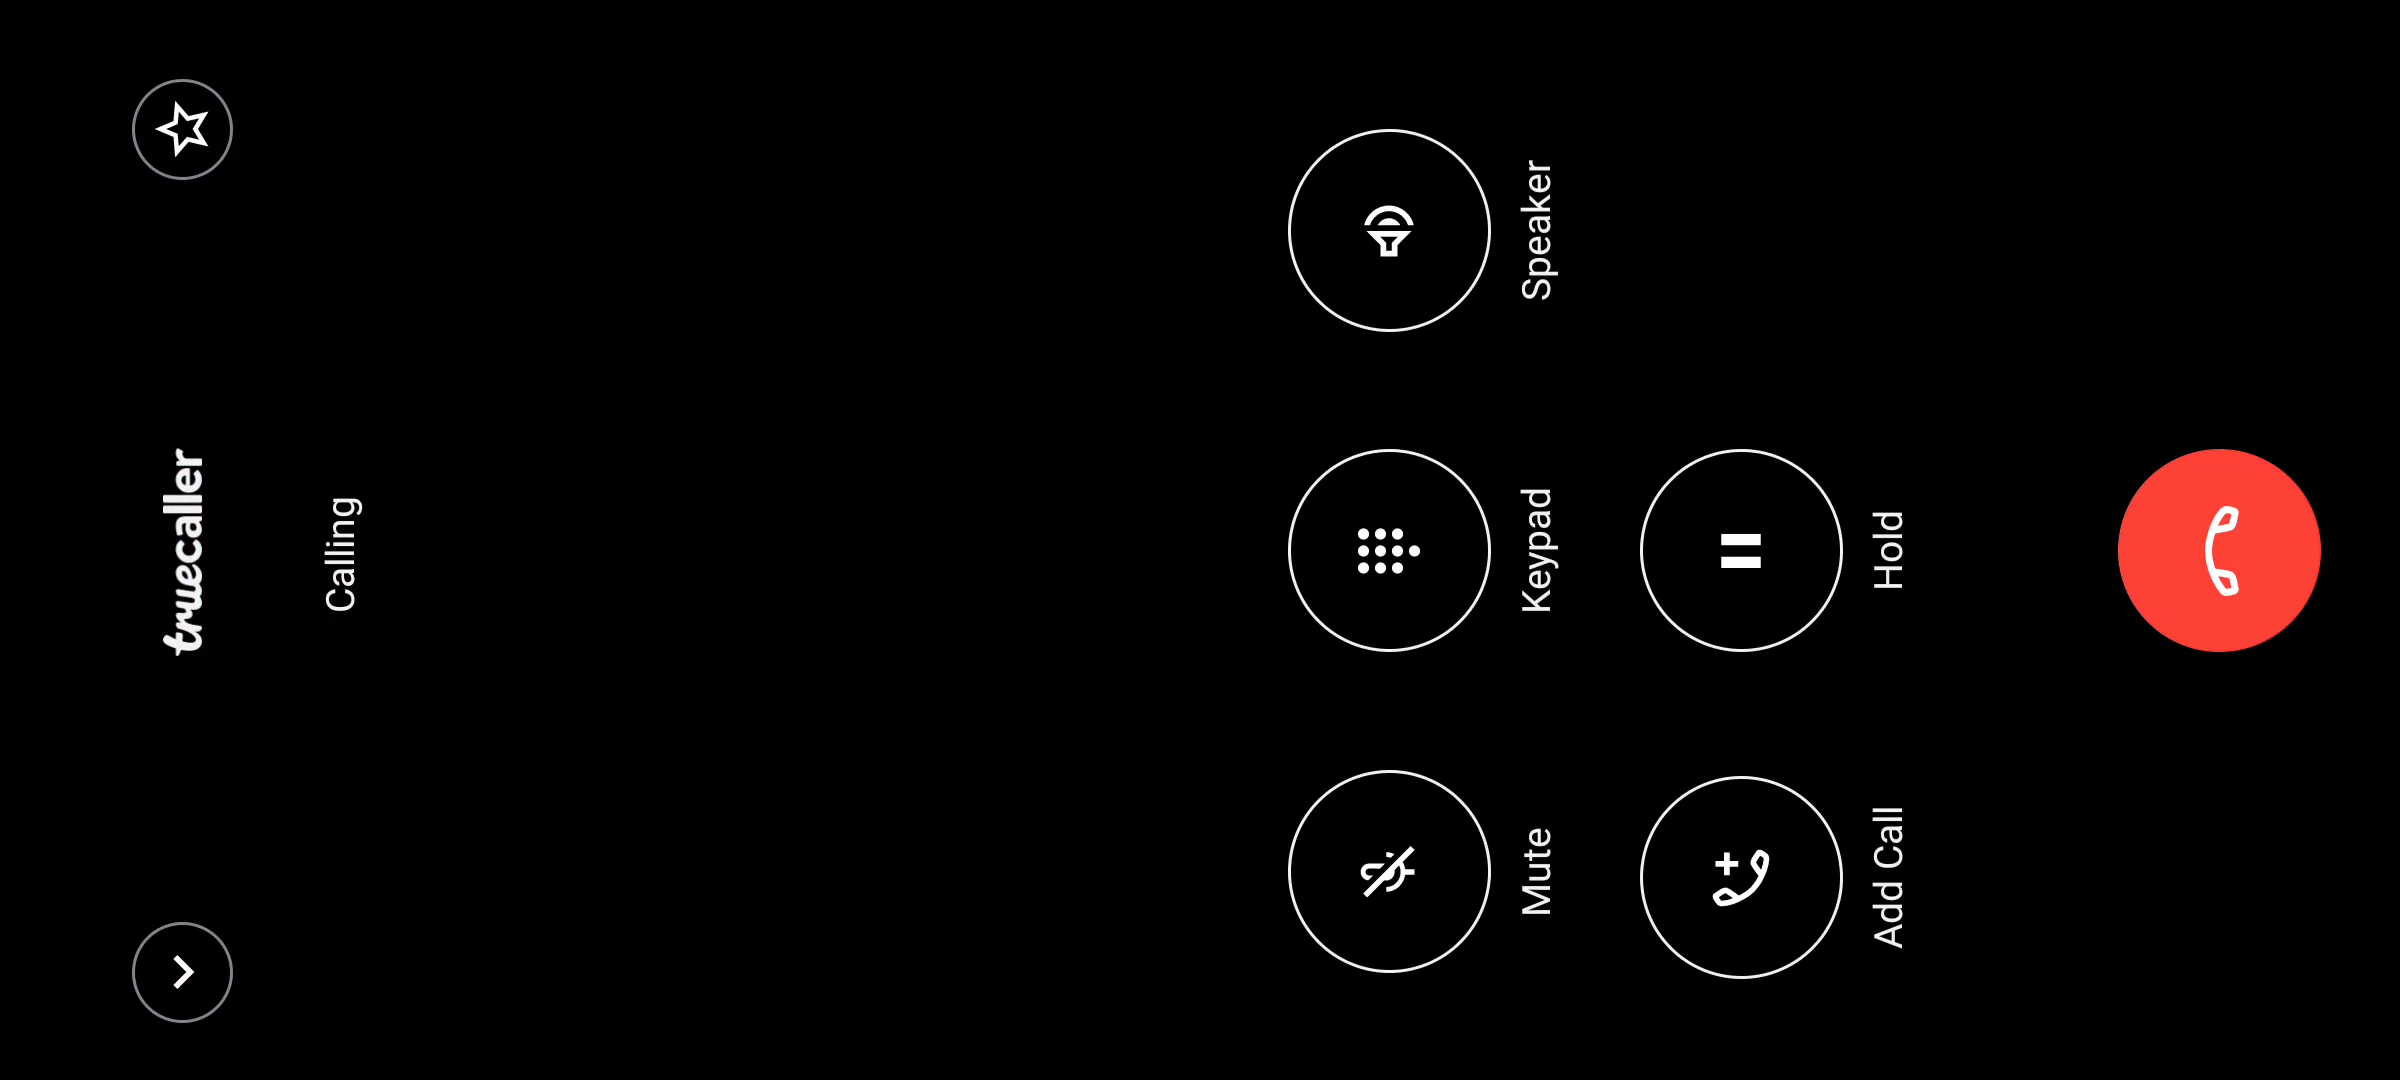 truecaller
Calling
Mute
Keypad
Speaker
Add Call
Hold